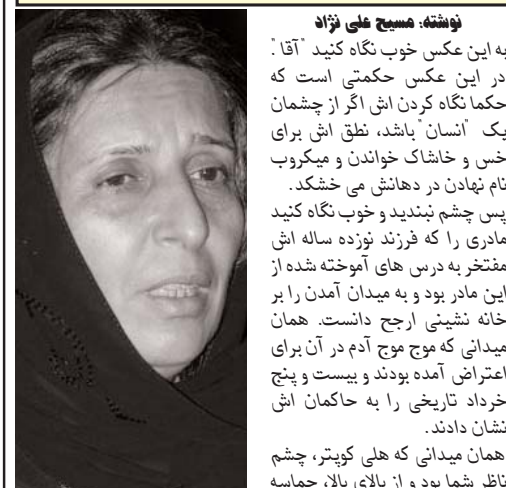 نوشته: مسیح علی نژاد
به این عکس خوب نگاه کنید "آقا".
در این عکس حکمتی است که
حکما نگاه کردن اش اگر از چشمان
یک "انسان" باشد، نطق اش برای
خس و خاشاک خواندن و میکروب
نام نهادن در دهانش می خشکد.
پس چشم نبندید و خوب نگاه کنید
مادری را که فرزند نوزده ساله اش
مفتخر به درس های آموخته شده از
این مادر بود و به میدان آمدن را بر
خانه نشینی ارجح دانست. همان
میدانی که موج موج آدم در آن برای
اعتراض آمده بودند و بیست و پنج
خرداد تاریخی را به حاکمان اش
نشان دادند.
همان میدانی که هلی کوپتر، چشم
ناظر شما بود و از بالای بالا، حماسه